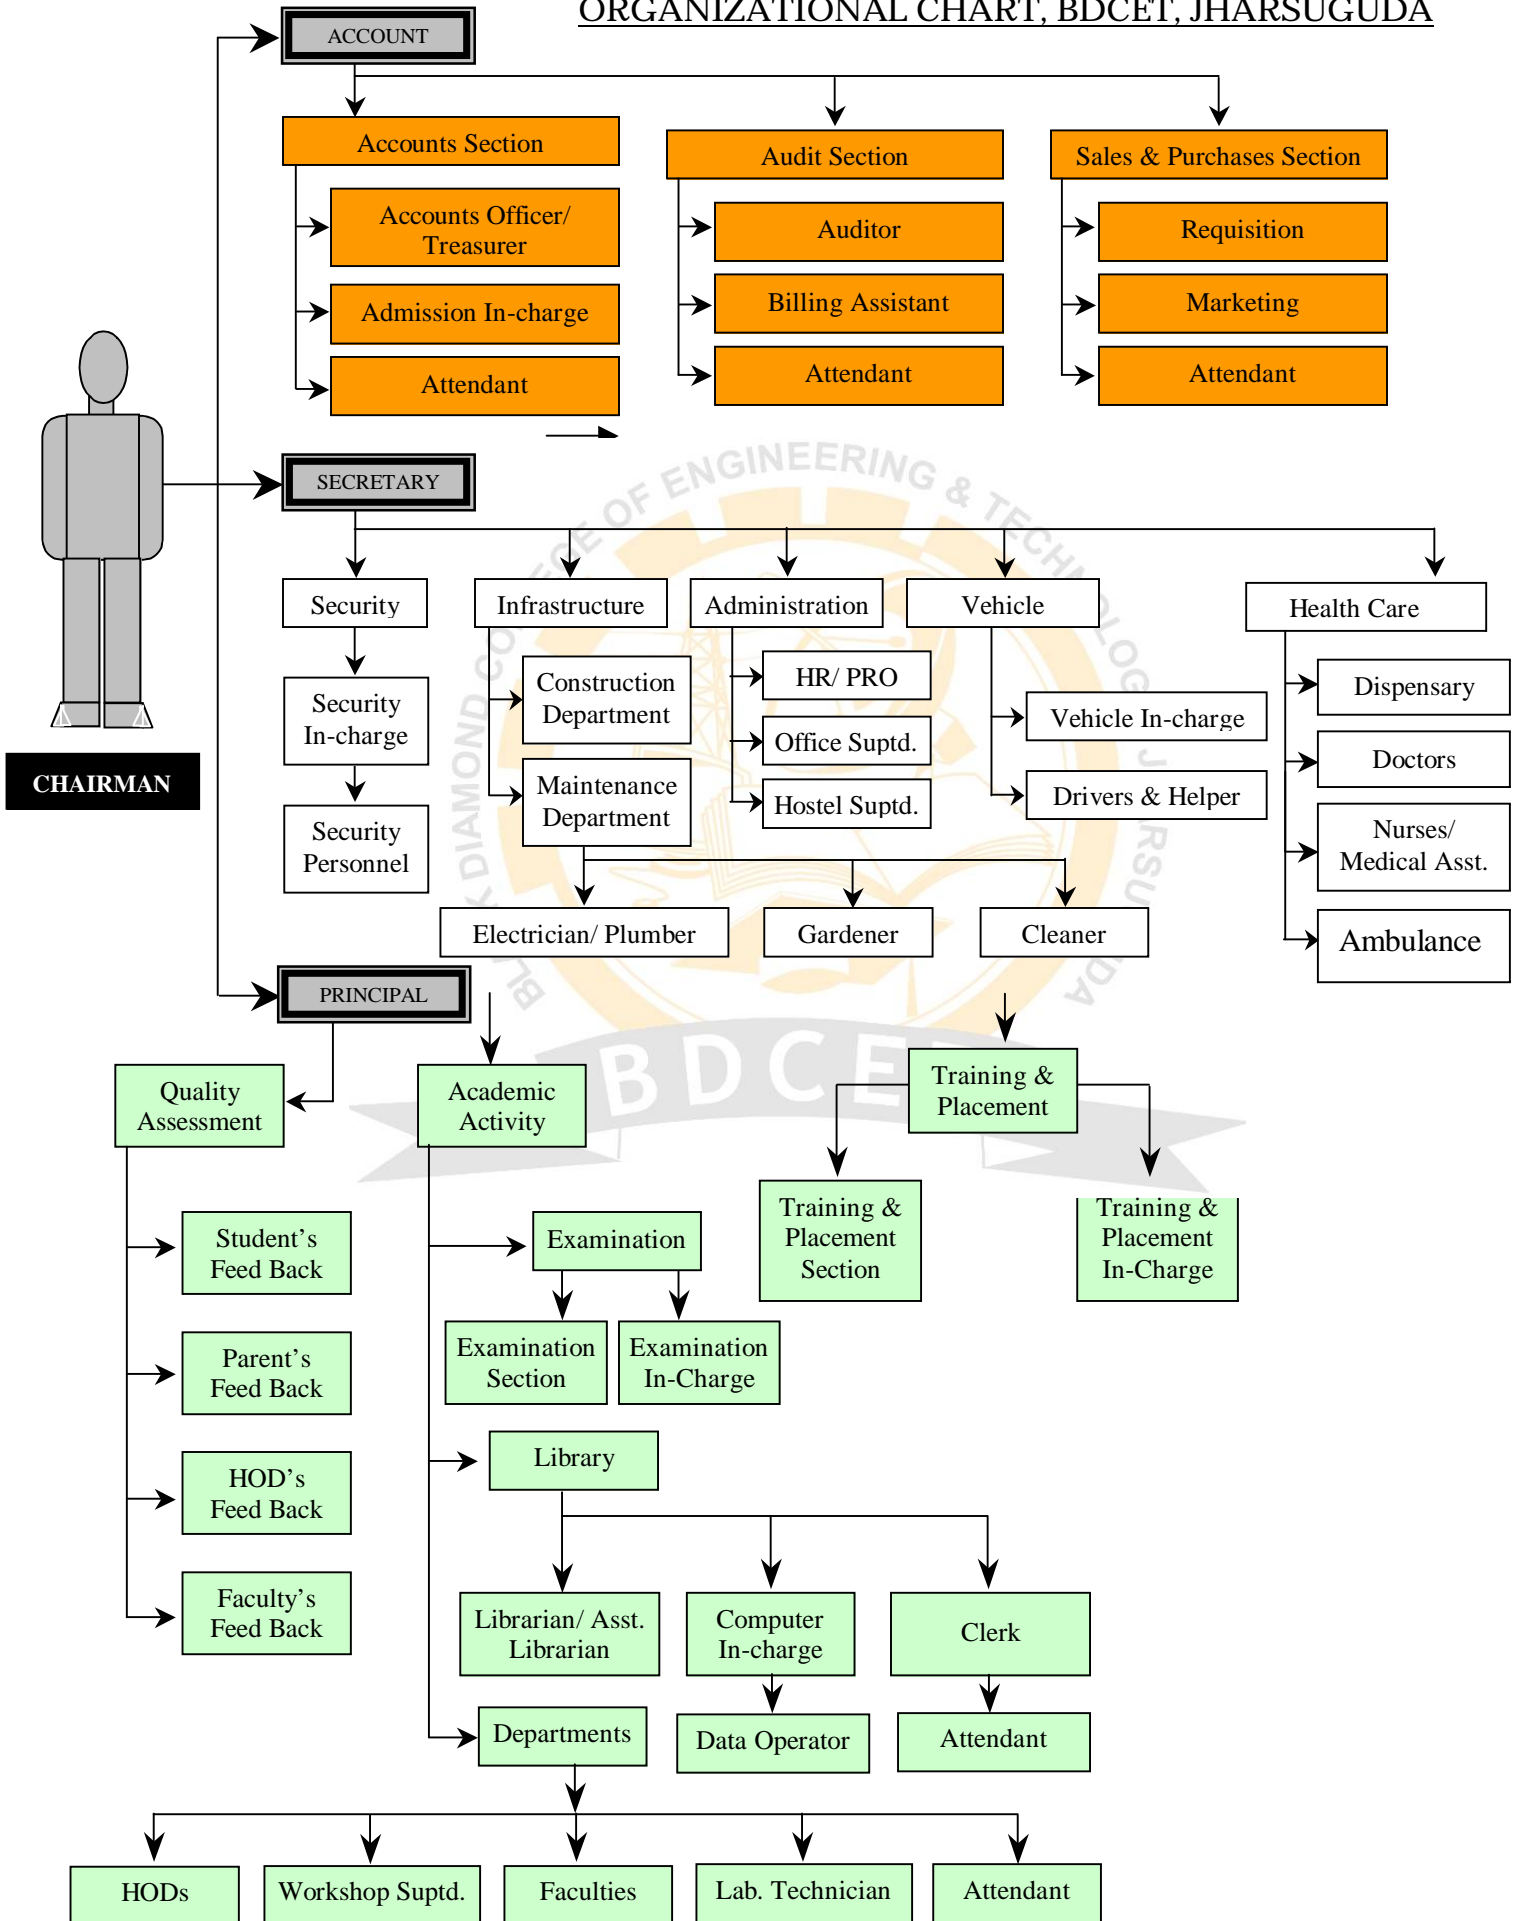 ORGANIZATIONAL CHART, BDCET, JHARSUGUDA
ACCOUNT
Accounts Section
Accounts Officer/
Treasurer
Admission In-charge
Attendant
Audit Section
Auditor
Billing Assistant
Attendant
Sales & Purchases Section
Requisition
Marketing
Attendant
CHAIRMAN
SECRETARY
Security
Security
In-charge
Security
Personnel
Infrastructure
Construction
Department
Maintenance
Department
Electrician/ Plumber
Gardener
Cleaner
Administration
HR/ PRO
Office Suptd.
Hostel Suptd.
Vehicle
Vehicle In-charge
Drivers & Helper
Health Care
Dispensary
Doctors
Nurses/
Medical Asst.
Ambulance
PRINCIPAL
Quality
Assessment
Student's
Feed Back
Parent's
Feed Back
HOD's
Feed Back
Faculty's
Feed Back
Academic
Activity
Examination
Examination
Section
Examination
In-Charge
Library
Librarian/ Asst.
Librarian
Computer
In-charge
Data Operator
Clerk
Attendant
Departments
HODs
Workshop Suptd.
Faculties
Lab. Technician
Attendant
Training &
Placement
Training &
Placement
Section
Training &
Placement
In-Charge
DIAMOND
OF ENGINEERING &
BDCE